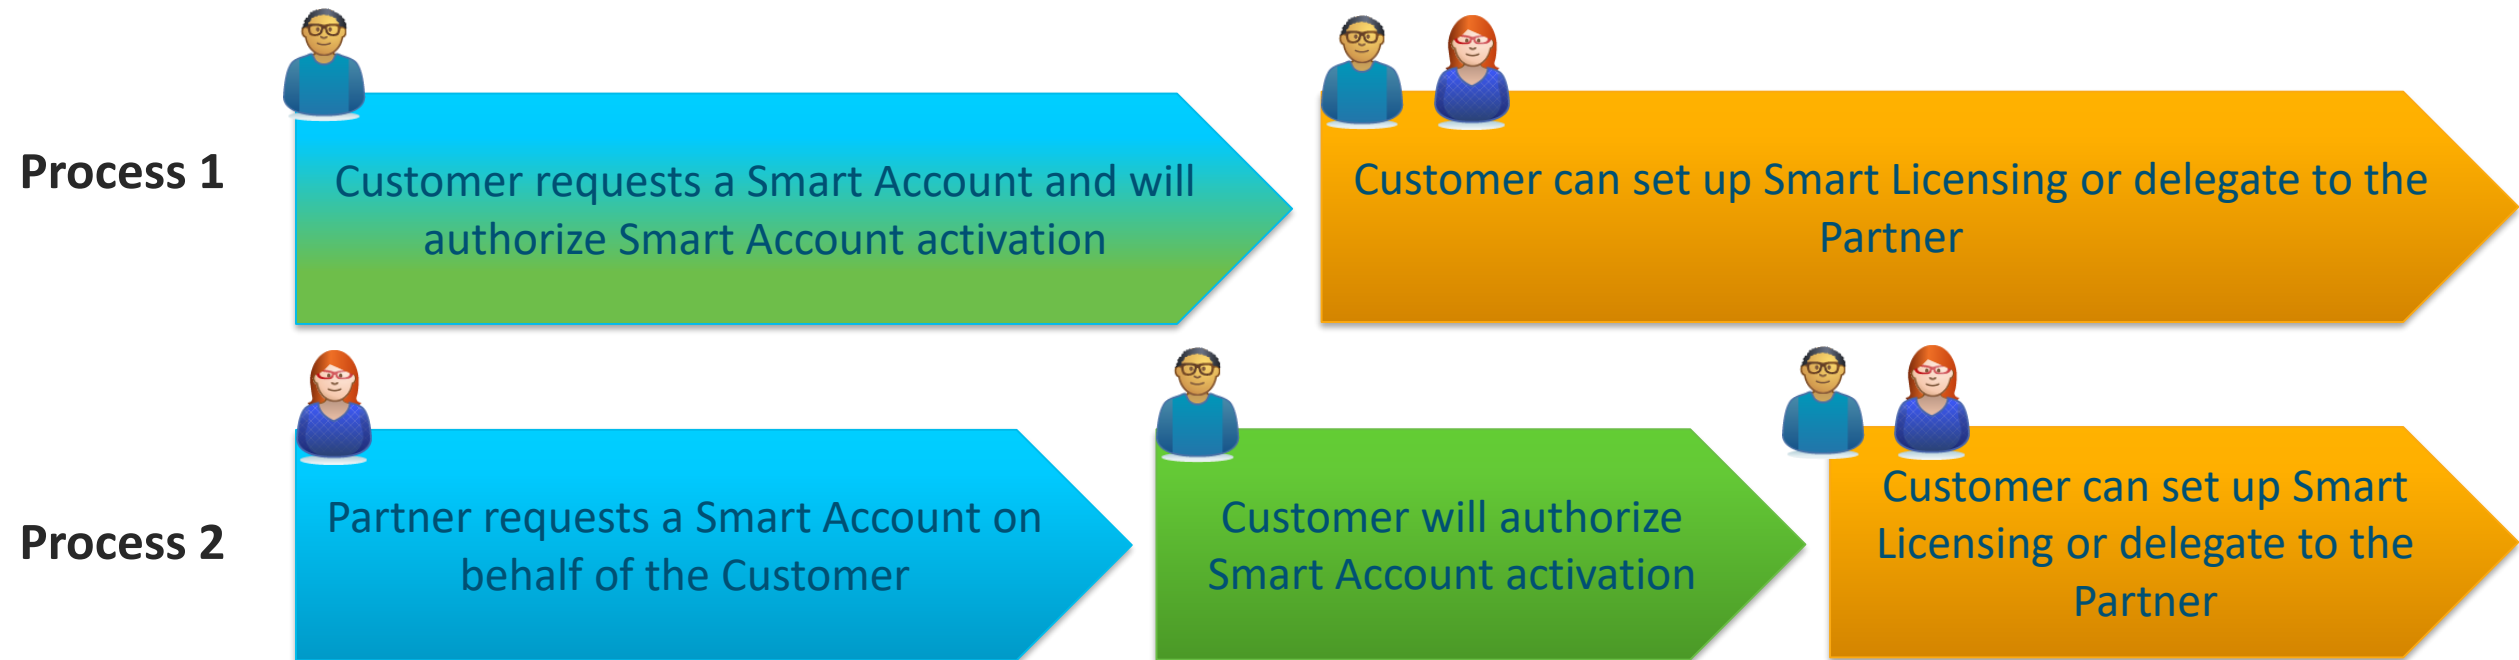 Process 1
Customer requests a Smart Account and will
authorize Smart Account activation
Customer can set up Smart Licensing or delegate to the
Partner
Process 2
Partner requests a Smart Account on
behalf of the Customer
Customer will authorize
Smart Account activation
Customer can set up Smart
Licensing or delegate to the
Partner